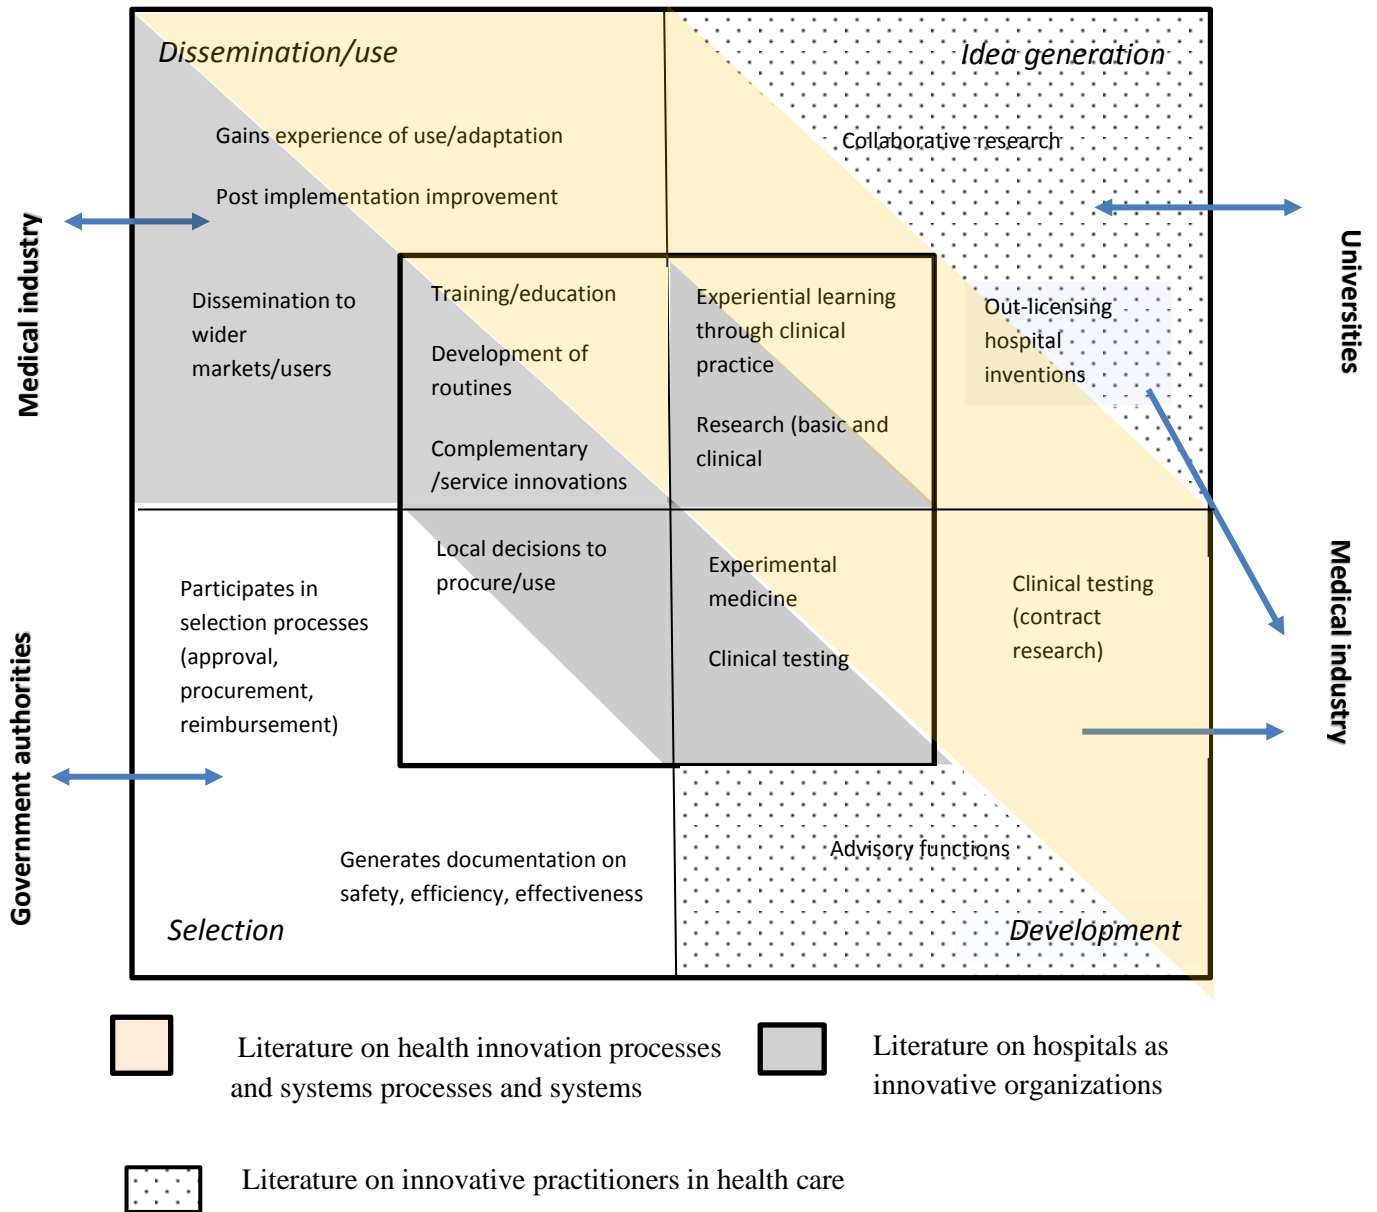 Dissemination/use
Idea generation
Gains experience of use/adaptation
Post implementation improvement
Collaborative research
Medical industry
Universities
Dissemination to
wider
markets/users
Training/education
Development of
routines
Complementary
/service innovations
Experiential learning
through clinical
practice
Research (basic and
clinical
Out-licensing
hospital
inventions
Participates in
selection processes
(approval,
procurement,
reimbursement)
Local decisions to
procure/use
Experimental
medicine
Clinical testing
Clinical testing
(contract
research)
Medical industry
Government authorities
Generates documentation on
safety, efficiency, effectiveness
Advisory functions
Selection
Development
Literature on health innovation processes
and systems processes and systems
Literature on hospitals as
innovative organizations
Literature on innovative practitioners in health care